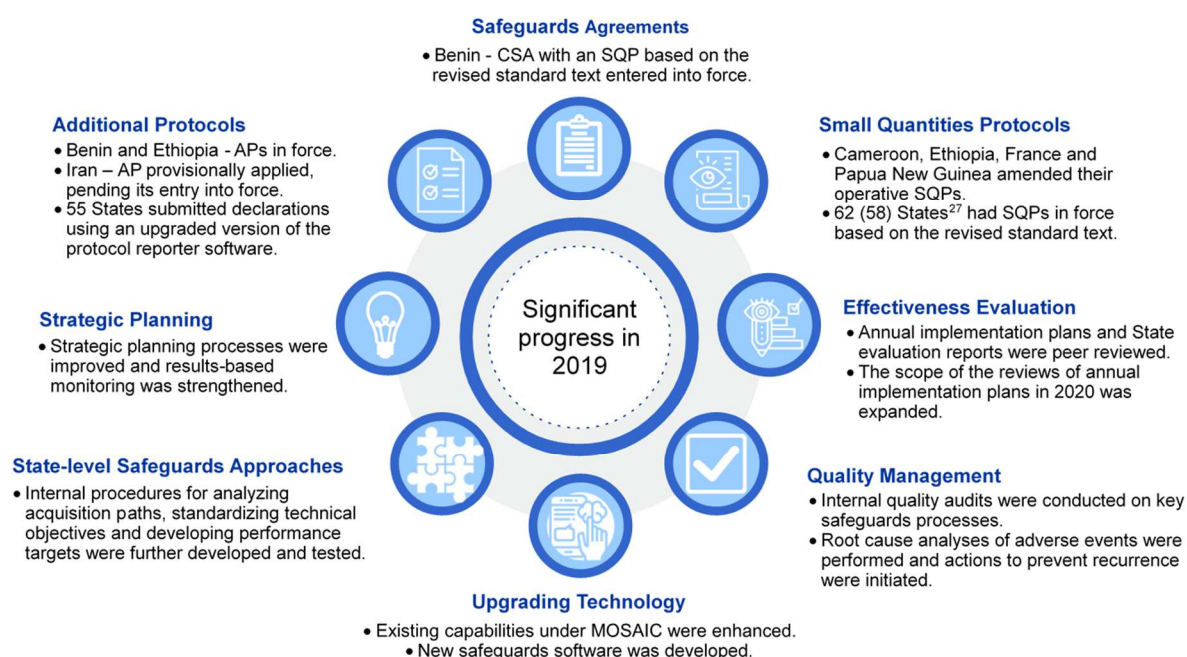 Safeguards Agreements
• Benin - CSA with an SQP based on the
revised standard text entered into force.
Additional Protocols
• Benin and Ethiopia - APs in force.
• Iran – AP provisionally applied,
pending its entry into force.
• 55 States submitted declarations
using an upgraded version of the
protocol reporter software.
Small Quantities Protocols
• Cameroon, Ethiopia, France and
Papua New Guinea amended their
operative SQPs.
• 62 (58) States27 had SQPs in force
based on the revised standard text.
Significant
progress in
2019
Strategic Planning
• Strategic planning processes were
improved and results-based
monitoring was strengthened.
Effectiveness Evaluation
• Annual implementation plans and State
evaluation reports were peer reviewed.
• The scope of the reviews of annual
implementation plans in 2020 was
expanded.
State-level Safeguards Approaches
• Internal procedures for analyzing
acquisition paths, standardizing technical
objectives and developing performance
targets were further developed and tested.
Quality Management
• Internal quality audits were conducted on key
safeguards processes.
• Root cause analyses of adverse events were
performed and actions to prevent recurrence
were initiated.
Upgrading Technology
• Existing capabilities under MOSAIC were enhanced.
• New safeguards software was developed.